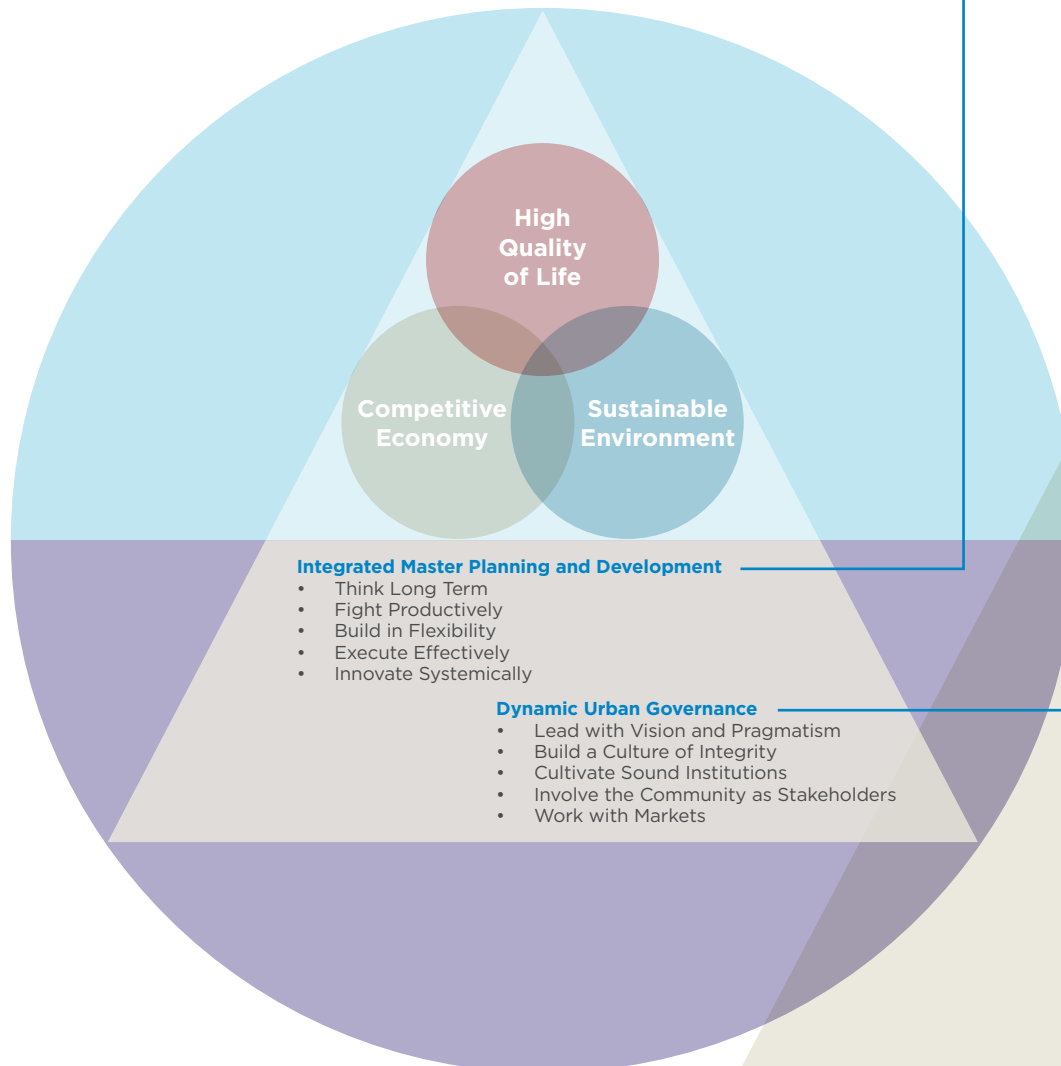 High
Quality
of Life
Competitive
Economy
Sustainable
Environment
Integrated Master Planning and Development
• Think Long Term
• Fight Productively
• Build in Flexibility
• Execute Effectively
• Innovate Systemically
Dynamic Urban Governance
• Lead with Vision and Pragmatism
• Build a Culture of Integrity
• Cultivate Sound Institutions
• Involve the Community as Stakeholders
• Work with Markets